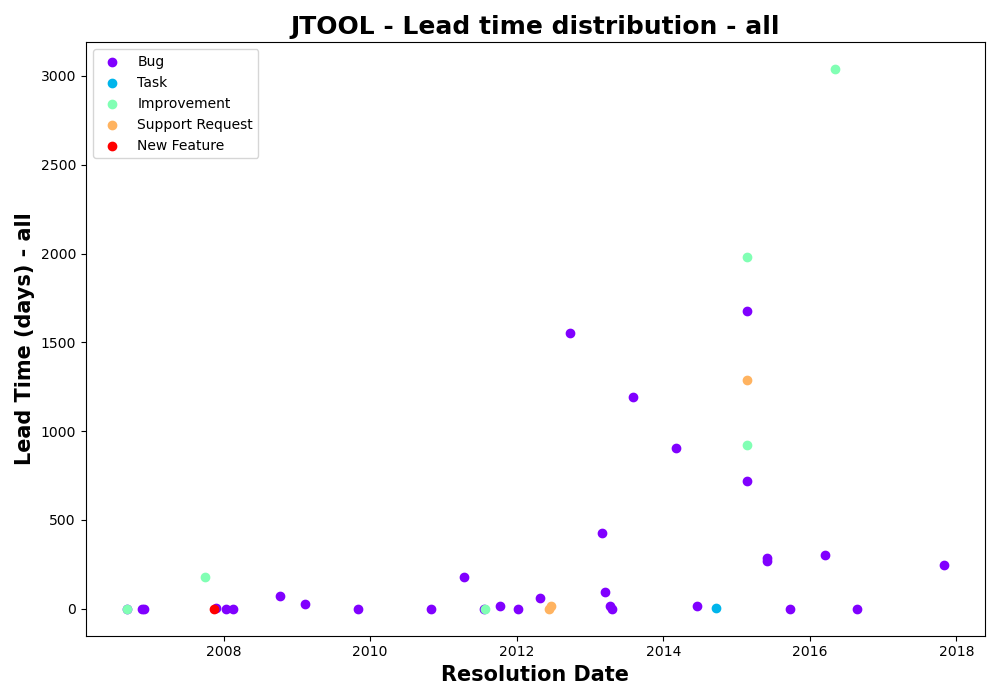 JTOOL - Lead time distribution - all
Bug
Task
Improvement
Support Request
New Feature
Lead Time (days) - all
3000
2500
2000
1500
1000
500
0
2008 2010 2012 2014 2016 2018
Resolution Date